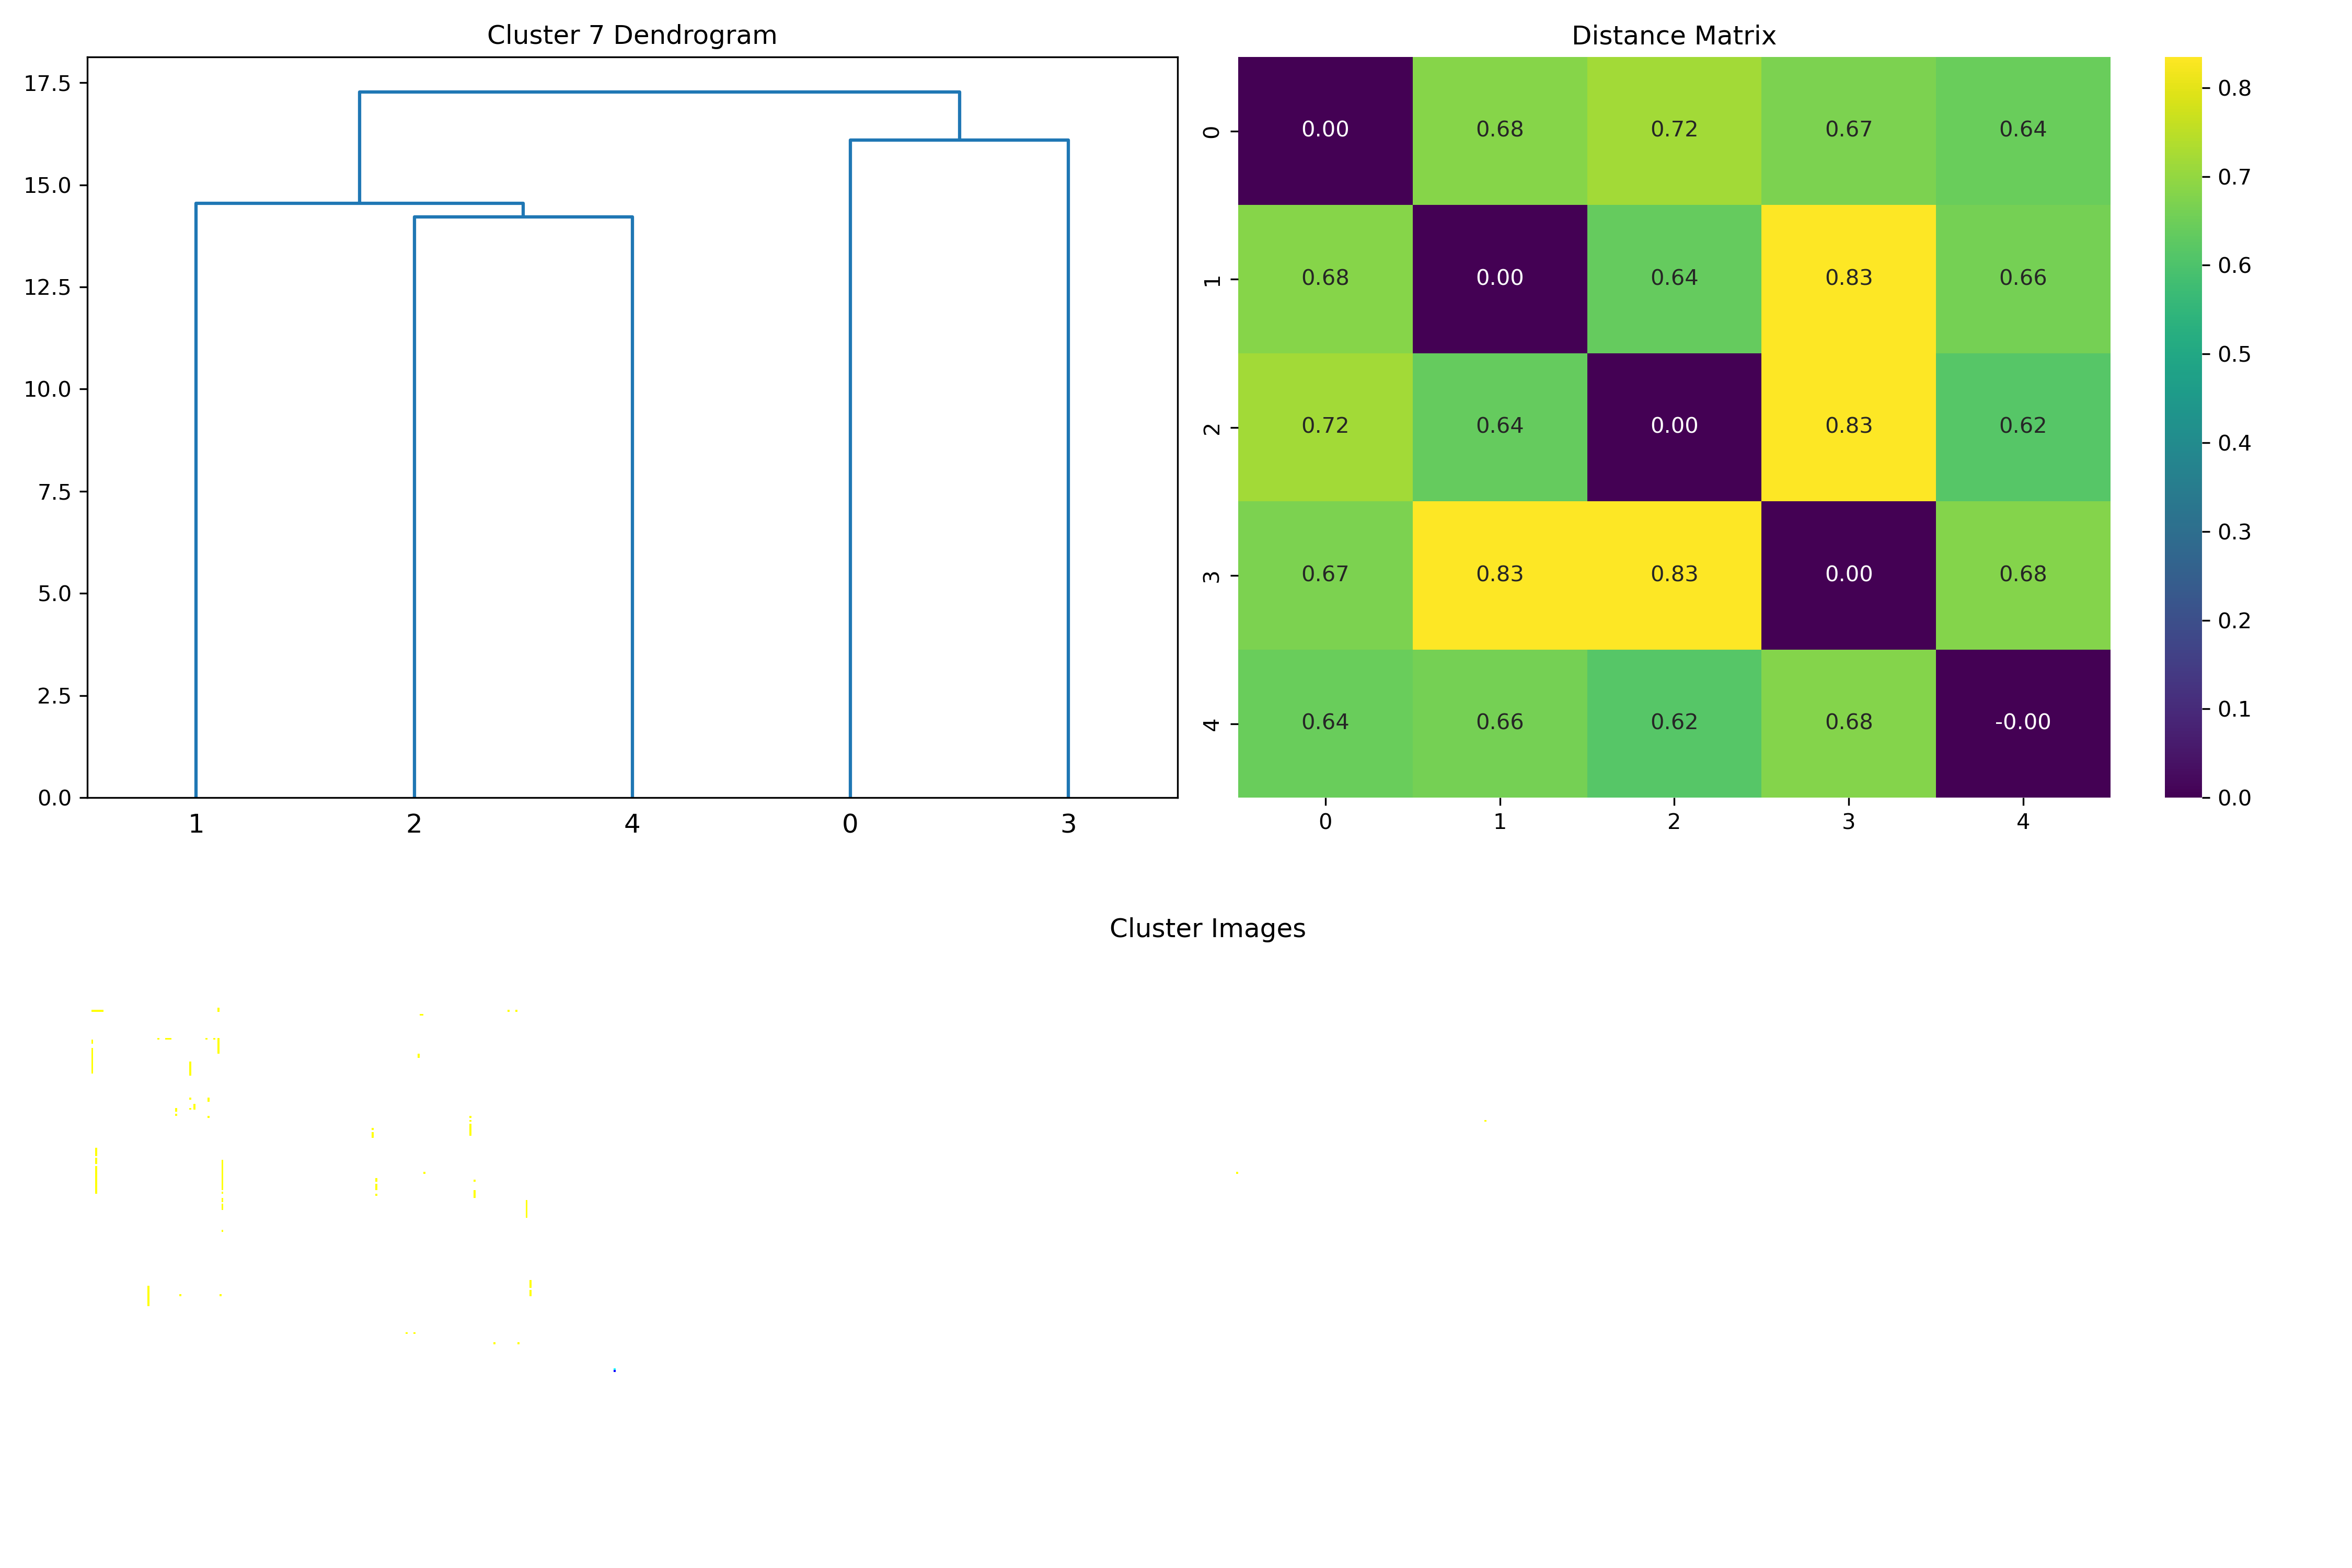 Cluster 7 Dendrogram
17.5
15.0
12.5
10.0
7.5
5.0
2.5
0.0
1 2 4 0 3
Distance Matrix
0 0.00 0.68 0.72 0.67 0.64
1 0.68 0.00 0.64 0.83 0.66
2 0.72 0.64 0.00 0.83 0.62
3 0.67 0.83 0.83 0.00 0.68
4 0.64 0.66 0.62 0.68 -0.00
0 1 2 3 4
0.8
0.7
0.6
0.5
0.4
0.3
0.2
0.1
0.0
Cluster Images